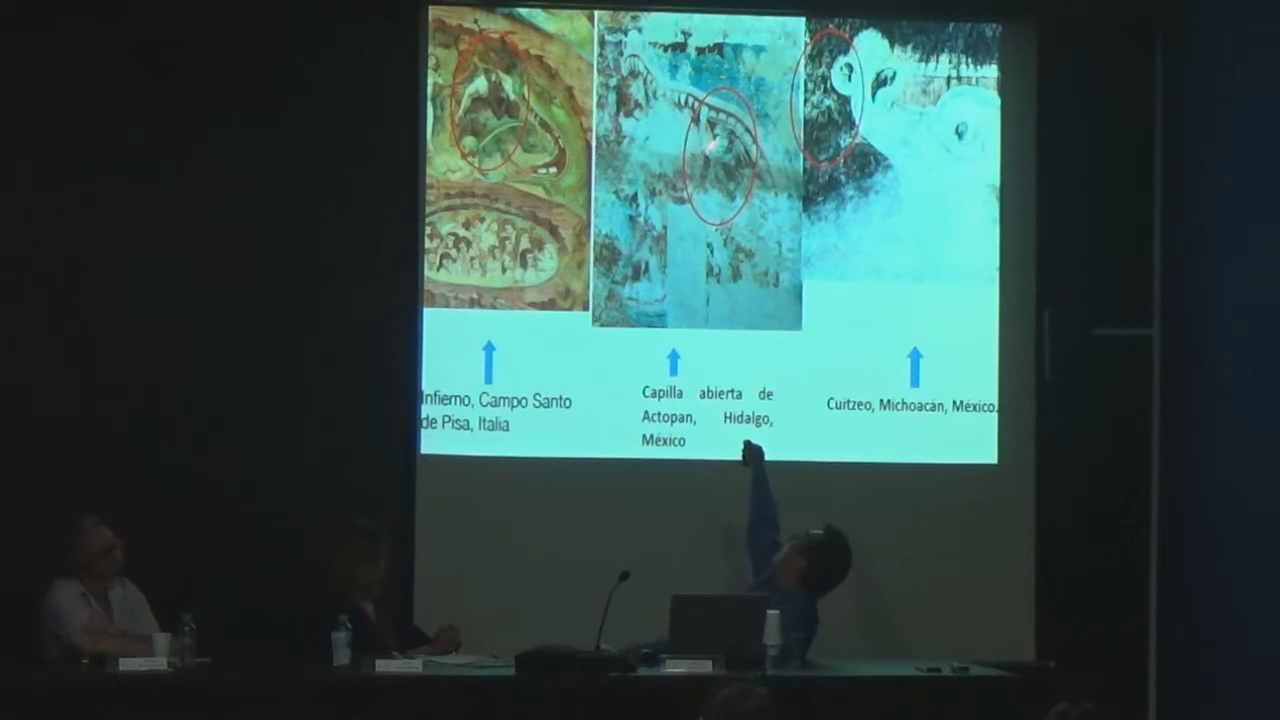 Infierno, Campo Santo
de Pisa, Italia
Capilla abierta de
Actopan, Hidalgo,
México
Cuitzeo, Michoacán, México.